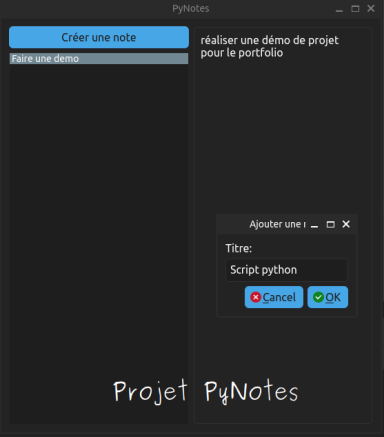 PyNotes
Créer une note
Faire une demo
réaliser une démo de projet
pour le portfolio
Ajouter une
Titre:
Script python
Cancel
OK
Projet PyNotes